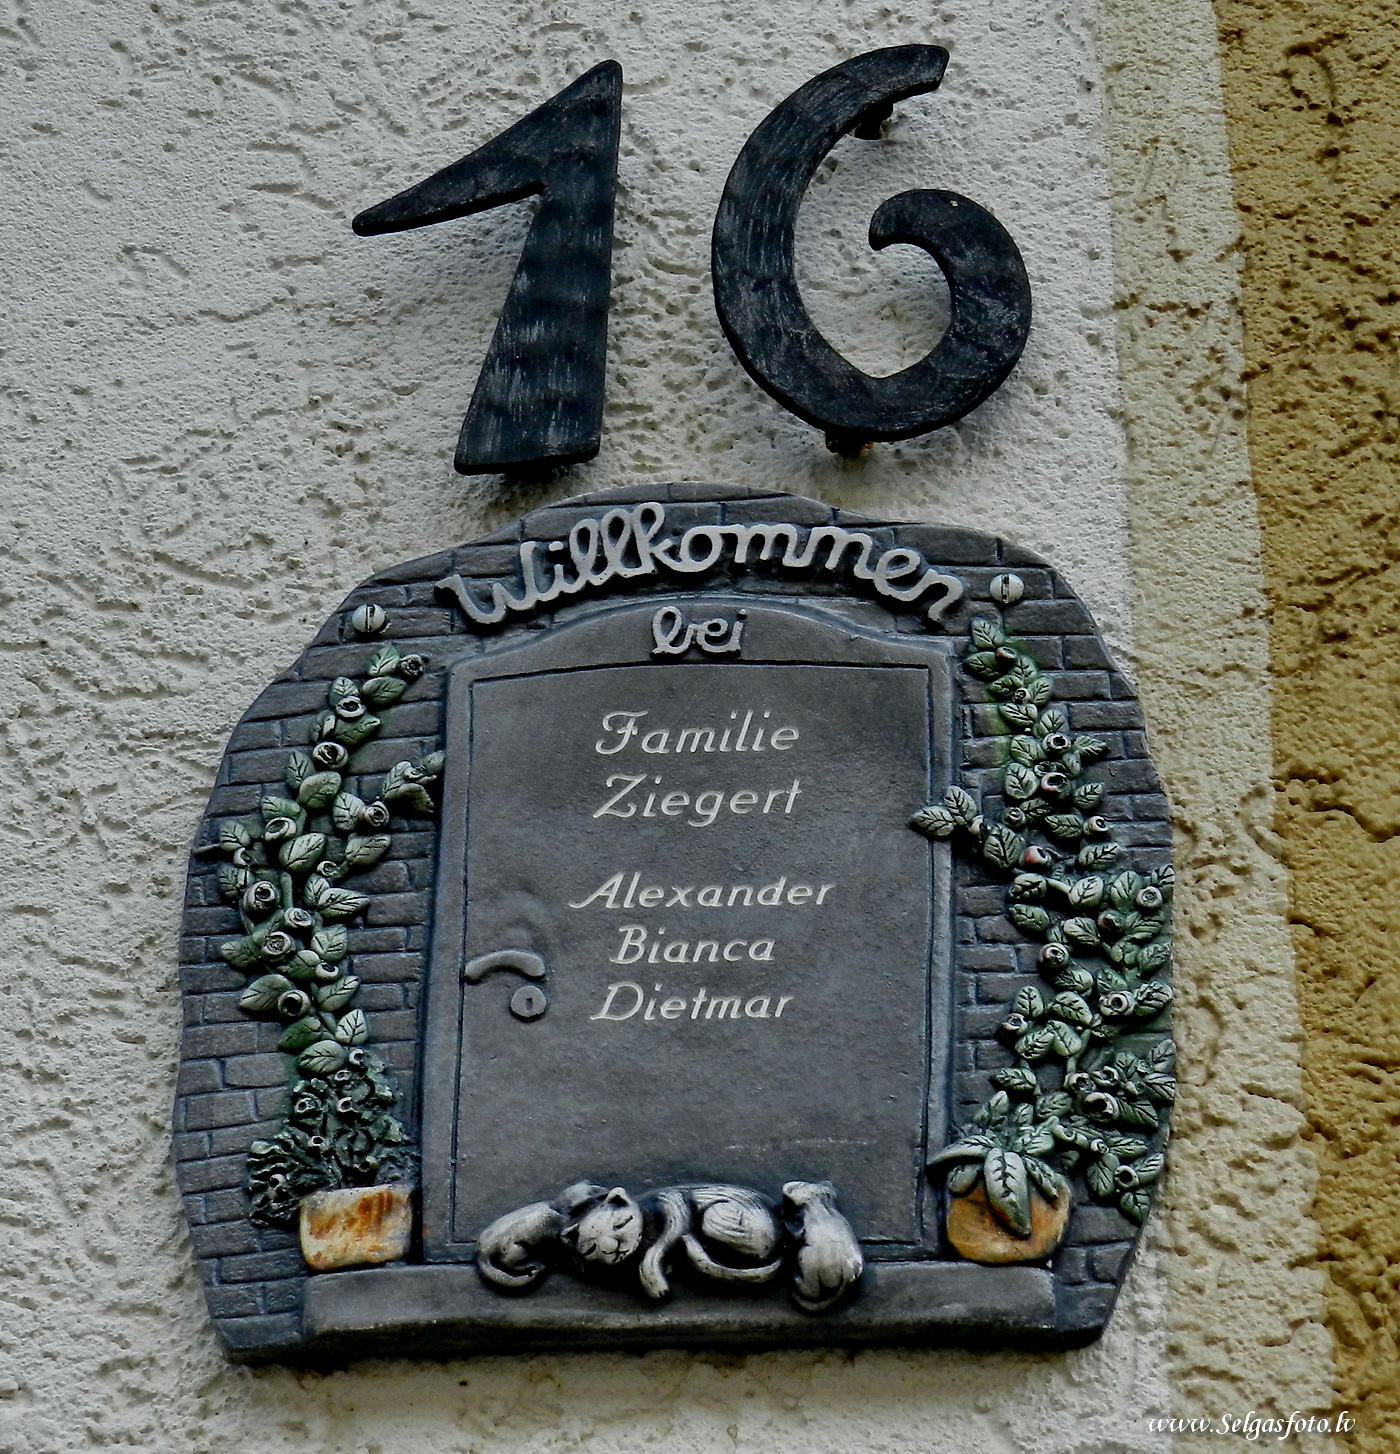 16
Willkommen
bei
Familie
Ziegert
Alexander
Bianca
Dietmar
www.Selgasfoto.lv